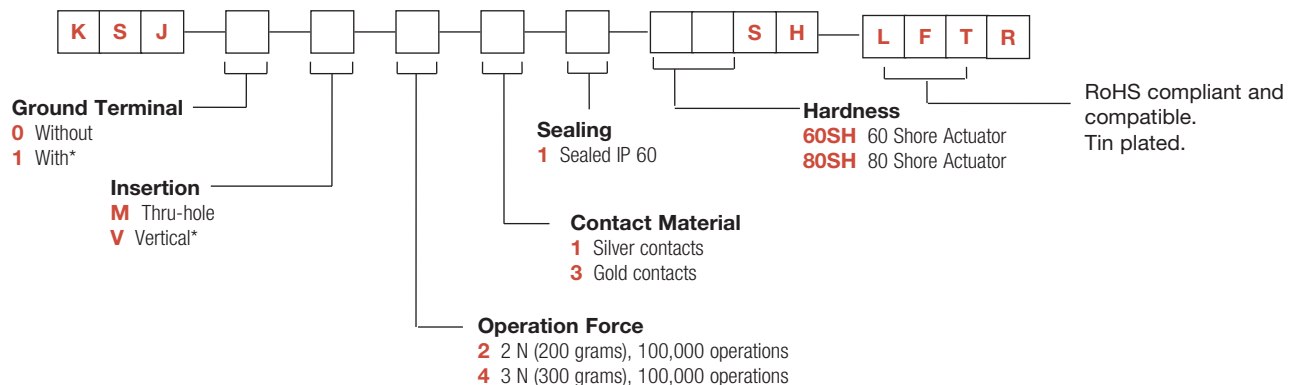 K S J S H L F T R
Ground Terminal
0 Without
1 With*
Insertion
M Thru-hole
V Vertical*
Operation Force
2 2 N (200 grams), 100,000 operations
4 3 N (300 grams), 100,000 operations
Contact Material
1 Silver contacts
3 Gold contacts
Sealing
1 Sealed IP 60
Hardness
60SH 60 Shore Actuator
80SH 80 Shore Actuator
RoHS compliant and
compatible.
Tin plated.